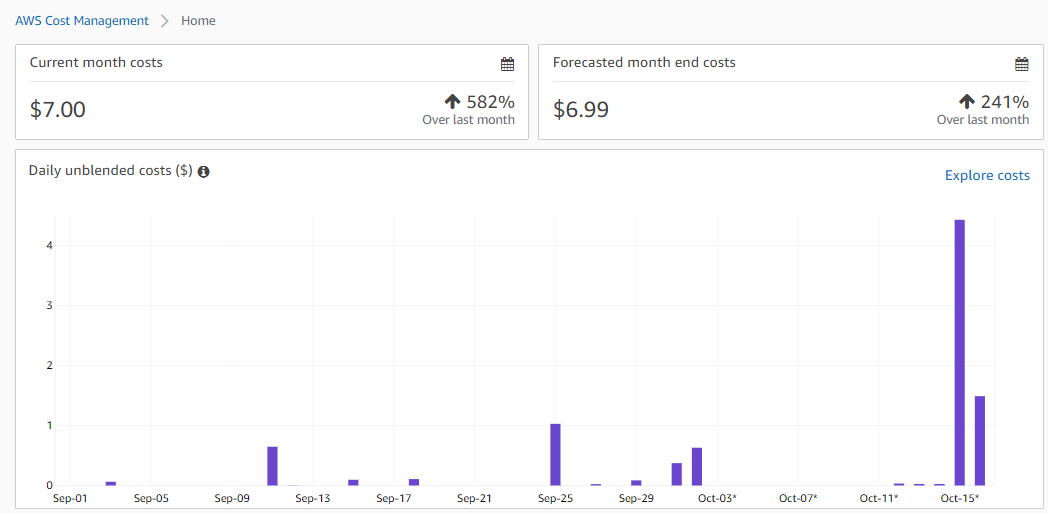 AWS Cost Management > Home
Current month costs
$7.00
582%
Over last month
Forecasted month end costs
$6.99
241%
Over last month
Daily unblended costs ($)
Explore costs
4
3
2
1
0
Sep-01 Sep-05 Sep-09 Sep-13 Sep-17 Sep-21 Sep-25 Sep-29 Oct-03* Oct-07* Oct-11* Oct-15*